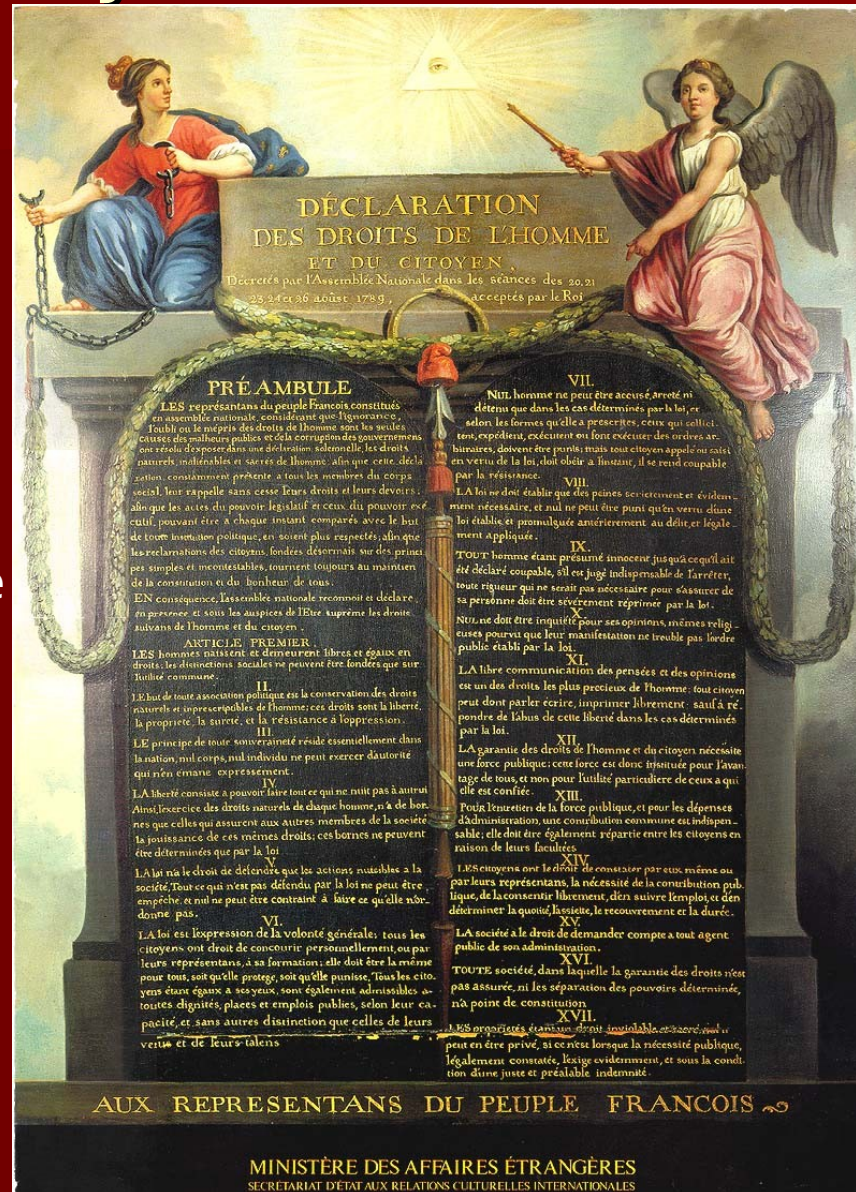 DÉCLARATION
DES DROITS DE L'HOMME
ET DU CITOYEN,
Décretés par l'Assemblée Nationale dans les séances des 20, 21
23, 24 et 26 août 1789, acceptés par le Roi
PRÉAMBULE
LES représantans du peuple Francois, constitués
en assemblée nationale, considérant que l'ignorance,
l'oubli ou le mépris des droits de l'homme sont les seules
causes des malheurs publics et de la corruption des gouvernemens
ont résolu d'exposer dans une déclaration solemnelle, les droits
naturels, inaliénables et sacrés de l'homme; afin que cette décla
ration, constamment présente a tous les membres du corps
social, leur rappelle sans cesse leurs droits et leurs devoirs;
afin que les actes du pouvoir legislatif et ceux du pouvoir exé
cutif, pouvant être a chaque instant comparés avec le but
de toute institution politique, en soient plus respectés; afin que
les reclamations des citoyens, fondées désormais sur des princi
pes simples et incontestables, tournent toujours au maintien
de la constitution et du bonheur de tous.
EN conséquence, l'assemblée nationale reconnoit et déclare
en presence et sous les auspices de l'Etre suprême les droits
suivans de l'homme et du citoyen.
ARTICLE PREMIER.
LES hommes naissent et demeurent libres et égaux en
droits; les distinctions sociales ne peuvent être fondées que sur
l'utilité commune.
II.
LE but de toute association politique est la conservation des droits
naturels et inprescriptibles de l'homme; ces droits sont la liberté,
la propriete, la sureté, et la résistance à l'oppression.
III.
LE principe de toute souveraineté réside essentiellement dans
la nation, nul corps, nul individu ne peut exercer d'autorité
qui n'en emane expressement.
IV.
LA liberté consiste a pouvoir faire tout ce qui ne nuit pas à autrui
Ainsi, l'exercice des droits naturels de chaque homme, n'a de bor
nes que celles qui assurent aux autres membres de la société
la jouissance de ces mêmes droits; ces bornes ne peuvent
être déterminées que par la loi
V.
LA loi n'a le droit de défendre que les actions nuisibles a la
société. Tout ce qui n'est pas défendu par la loi ne peut être
empêche, et nul ne peut être contraint à faire ce qu'elle n'or-
donne pas.
VI.
LA loi est l'expression de la volonté générale; tous les
citoyens ont droit de concourir personnellement, ou par
leurs représentans, à sa formation; elle doit être la même
pour tous, soit qu'elle protege, soit qu'elle punisse, Tous les cito
yens étant égaux a ses yeux, sont également admissibles a
toutes dignités, places et emplois publics, selon leur ca-
pacité, et sans autres distinction que celles de leurs
vertus et de leurs talens
VII.
NUL homme ne peut être accusé, arreté ni
détenu que dans les cas déterminés par la loi, et
selon les formes qu'elle a prescrites, ceux qui sollici-
tent, expédient, exécutent ou font exécuter des ordres ar-
bitraires, doivent être punis; mais tout citoyen appelé ou saisi
en vertu de la loi, doit obéir a l'instant, il se rend coupable
par la résistance.
VIII.
LA loi ne doit établir que des peines strictement et évidem-
ment nécessaire, et nul ne peut être puni qu'en vertu d'une
loi établie et promulguée antérierement au délit, et légale-
ment appliquée.
IX.
TOUT homme étant présumé innocent jusqu'à ce qu'il ait
été déclaré coupable, s'il est jugé indispensable de l'arrêter,
toute rigueur qui ne serait pas nécessaire pour s'assurer de
sa personne doit être sévèrement réprimée par la loi.
X.
NUL ne doit être inquiété pour ses opinions, mêmes religi-
euses pourvu que leur manifestation ne trouble pas l'ordre
public établi par la loi.
XI.
LA libre communication des pensées et des opinions
est un des droits les plus precieux de l'homme; tout citoyen
peut dont parler écrire, imprimer librement: sauf à ré-
pondre de l'abus de cette liberté dans les cas déterminés
par la loi.
XII.
LA garantie des droits de l'homme et du citoyen nécessite
une force publique; cette force est donc instituée pour l'avan-
tage de tous, et non pour l'utilité particuliere de ceux a qui
elle est confiée.
XIII.
POUR l'entretien de la force publique, et pour les dépenses
d'administration, une contribution commune est indispen-
sable; elle doit être également répartie entre les citoyens en
raison de leurs facultées
XIV.
LES citoyens ont le droit de constater par eux même ou
par leurs représentans, la nécessité de la contribution pub-
lique, de la consentir librement, d'en suivre l'emploi, et d'en
déterminer la quotité, l'assiette, le recouvrement et la durée.
XV.
LA société a le droit de demander compte a tout agent
public de son administration.
XVI.
TOUTE société, dans laquelle la garantie des droits n'est
pas assurée, ni les séparation des pouvoirs déterminée,
n'a point de constitution
XVII.
LES propriétés étant un droit inviolable et sacré, nul n
peut en être privé, si ce n'est lorsque la nécessité publique,
légalement constatée, l'exige evidemment, et sous la condi-
tion d'une juste et préalable indemnité.
AUX REPRESENTANS DU PEUPLE FRANCOIS
MINISTÈRE DES AFFAIRES ÉTRANGÈRES
SECRÉTARIAT D'ÉTAT AUX RELATIONS CULTURELLES INTERNATIONALES